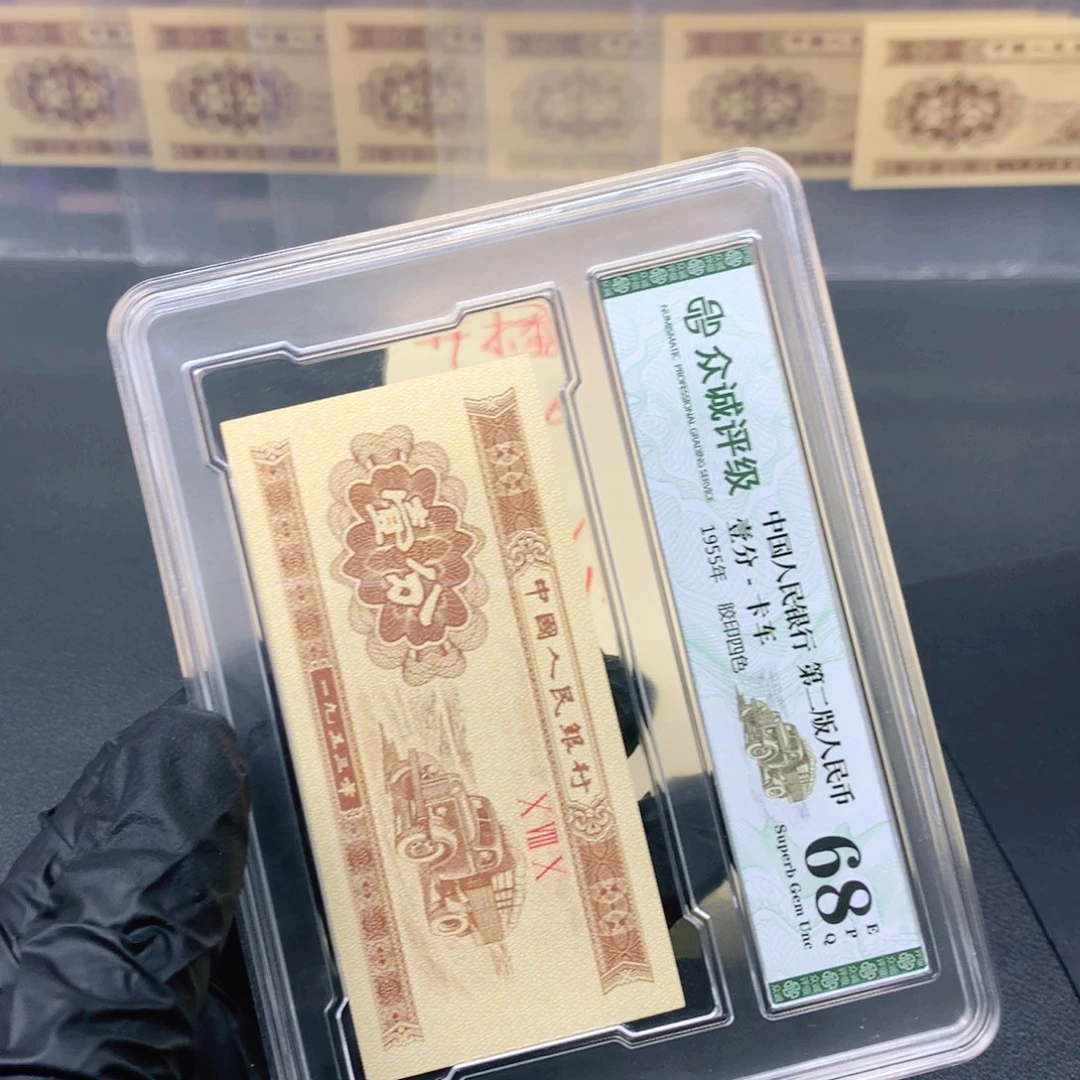 中國人民銀行
壹分
X VIII X
一九五三年
众诚评级
NUMISMATIC PROFESSIONAL GRADING SERVICE
中国人民银行 第二版人民币
壹分 - 卡车
1955年 胶印四色
68 E P Q
Superb Gem Unc